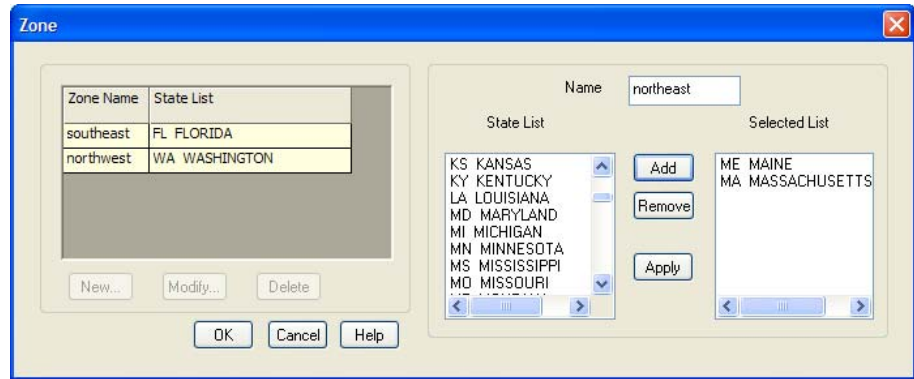 Zone
Zone Name State List
southeast FL FLORIDA
northwest WA WASHINGTON
New... Modify... Delete
OK Cancel Help
Name northeast
State List
Selected List
KS KANSAS
KY KENTUCKY
LA LOUISIANA
MD MARYLAND
MI MICHIGAN
MN MINNESOTA
MS MISSISSIPPI
MO MISSOURI
Add
Remove
Apply
ME MAINE
MA MASSACHUSETTS